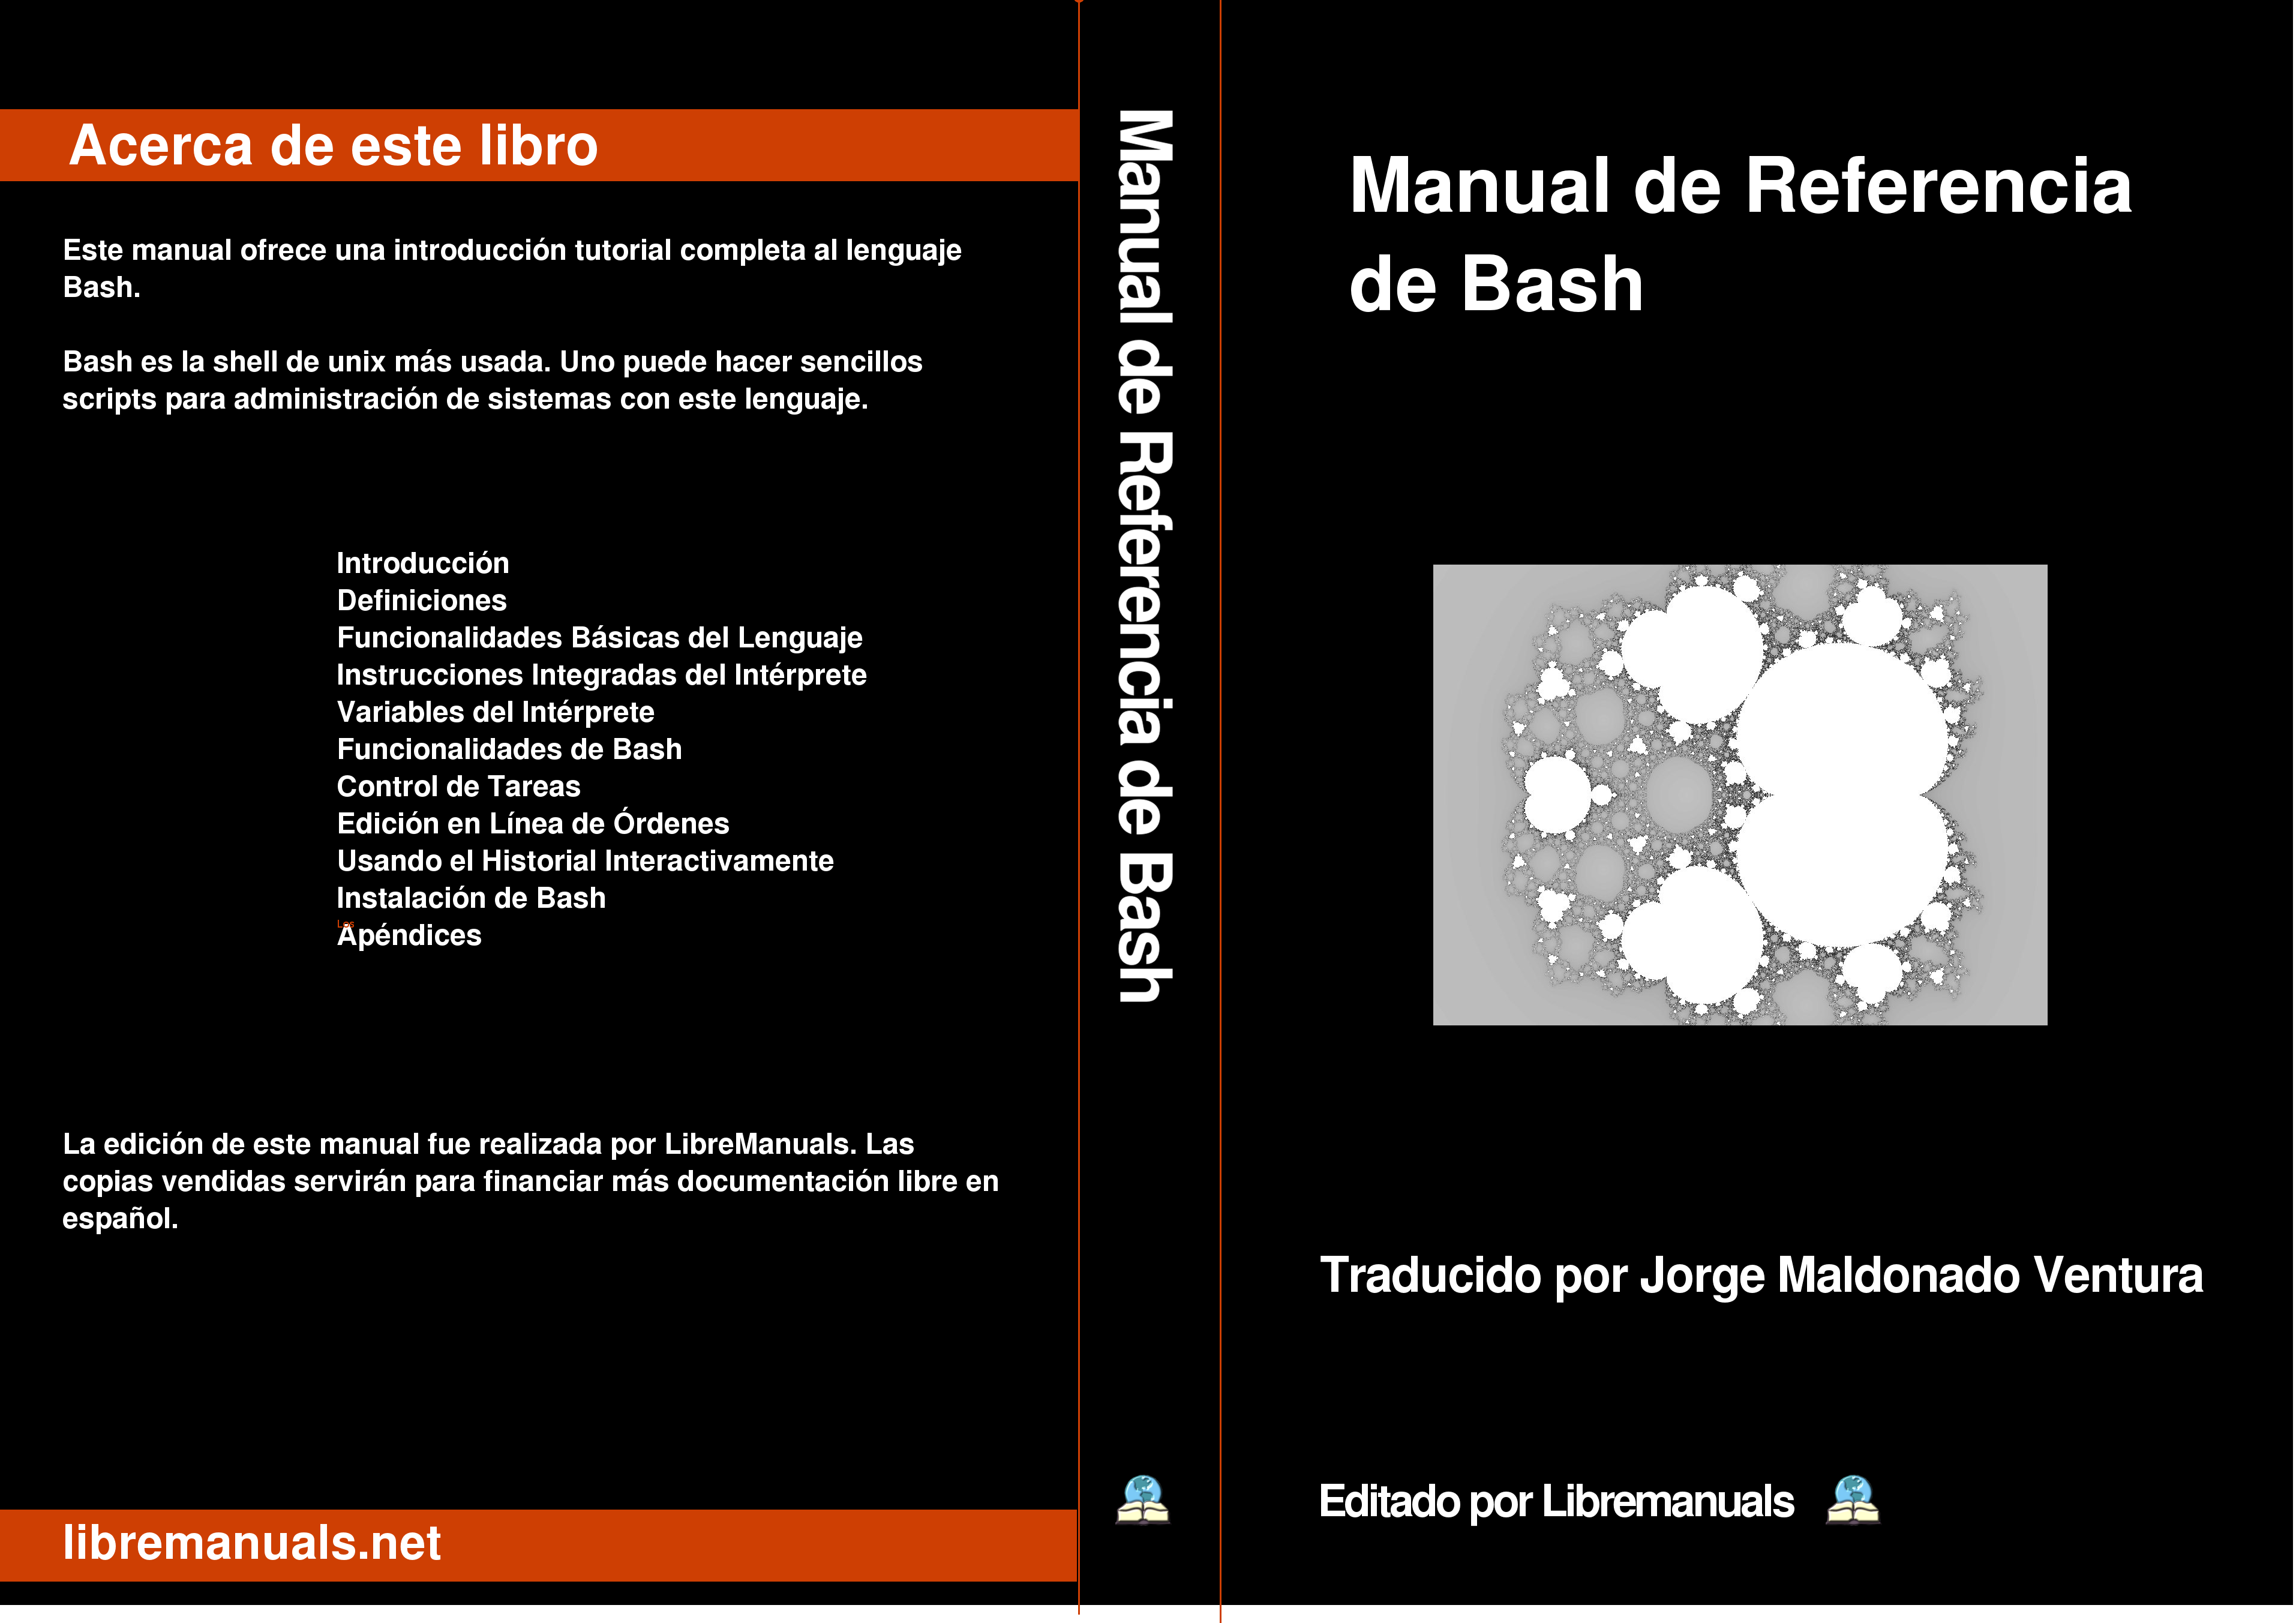 Acerca de este libro
Este manual ofrece una introducción tutorial completa al lenguaje
Bash.
Bash es la shell de unix más usada. Uno puede hacer sencillos
scripts para administración de sistemas con este lenguaje.
Introducción
Definiciones
Funcionalidades Básicas del Lenguaje
Instrucciones Integradas del Intérprete
Variables del Intérprete
Funcionalidades de Bash
Control de Tareas
Edición en Línea de Órdenes
Usando el Historial Interactivamente
Instalación de Bash
Los
Apéndices
La edición de este manual fue realizada por LibreManuals. Las
copias vendidas servirán para financiar más documentación libre en
español.
libremanuals.net
Manual de Referencia de Bash
Manual de Referencia
de Bash
Traducido por Jorge Maldonado Ventura
Editado por Libremanuals